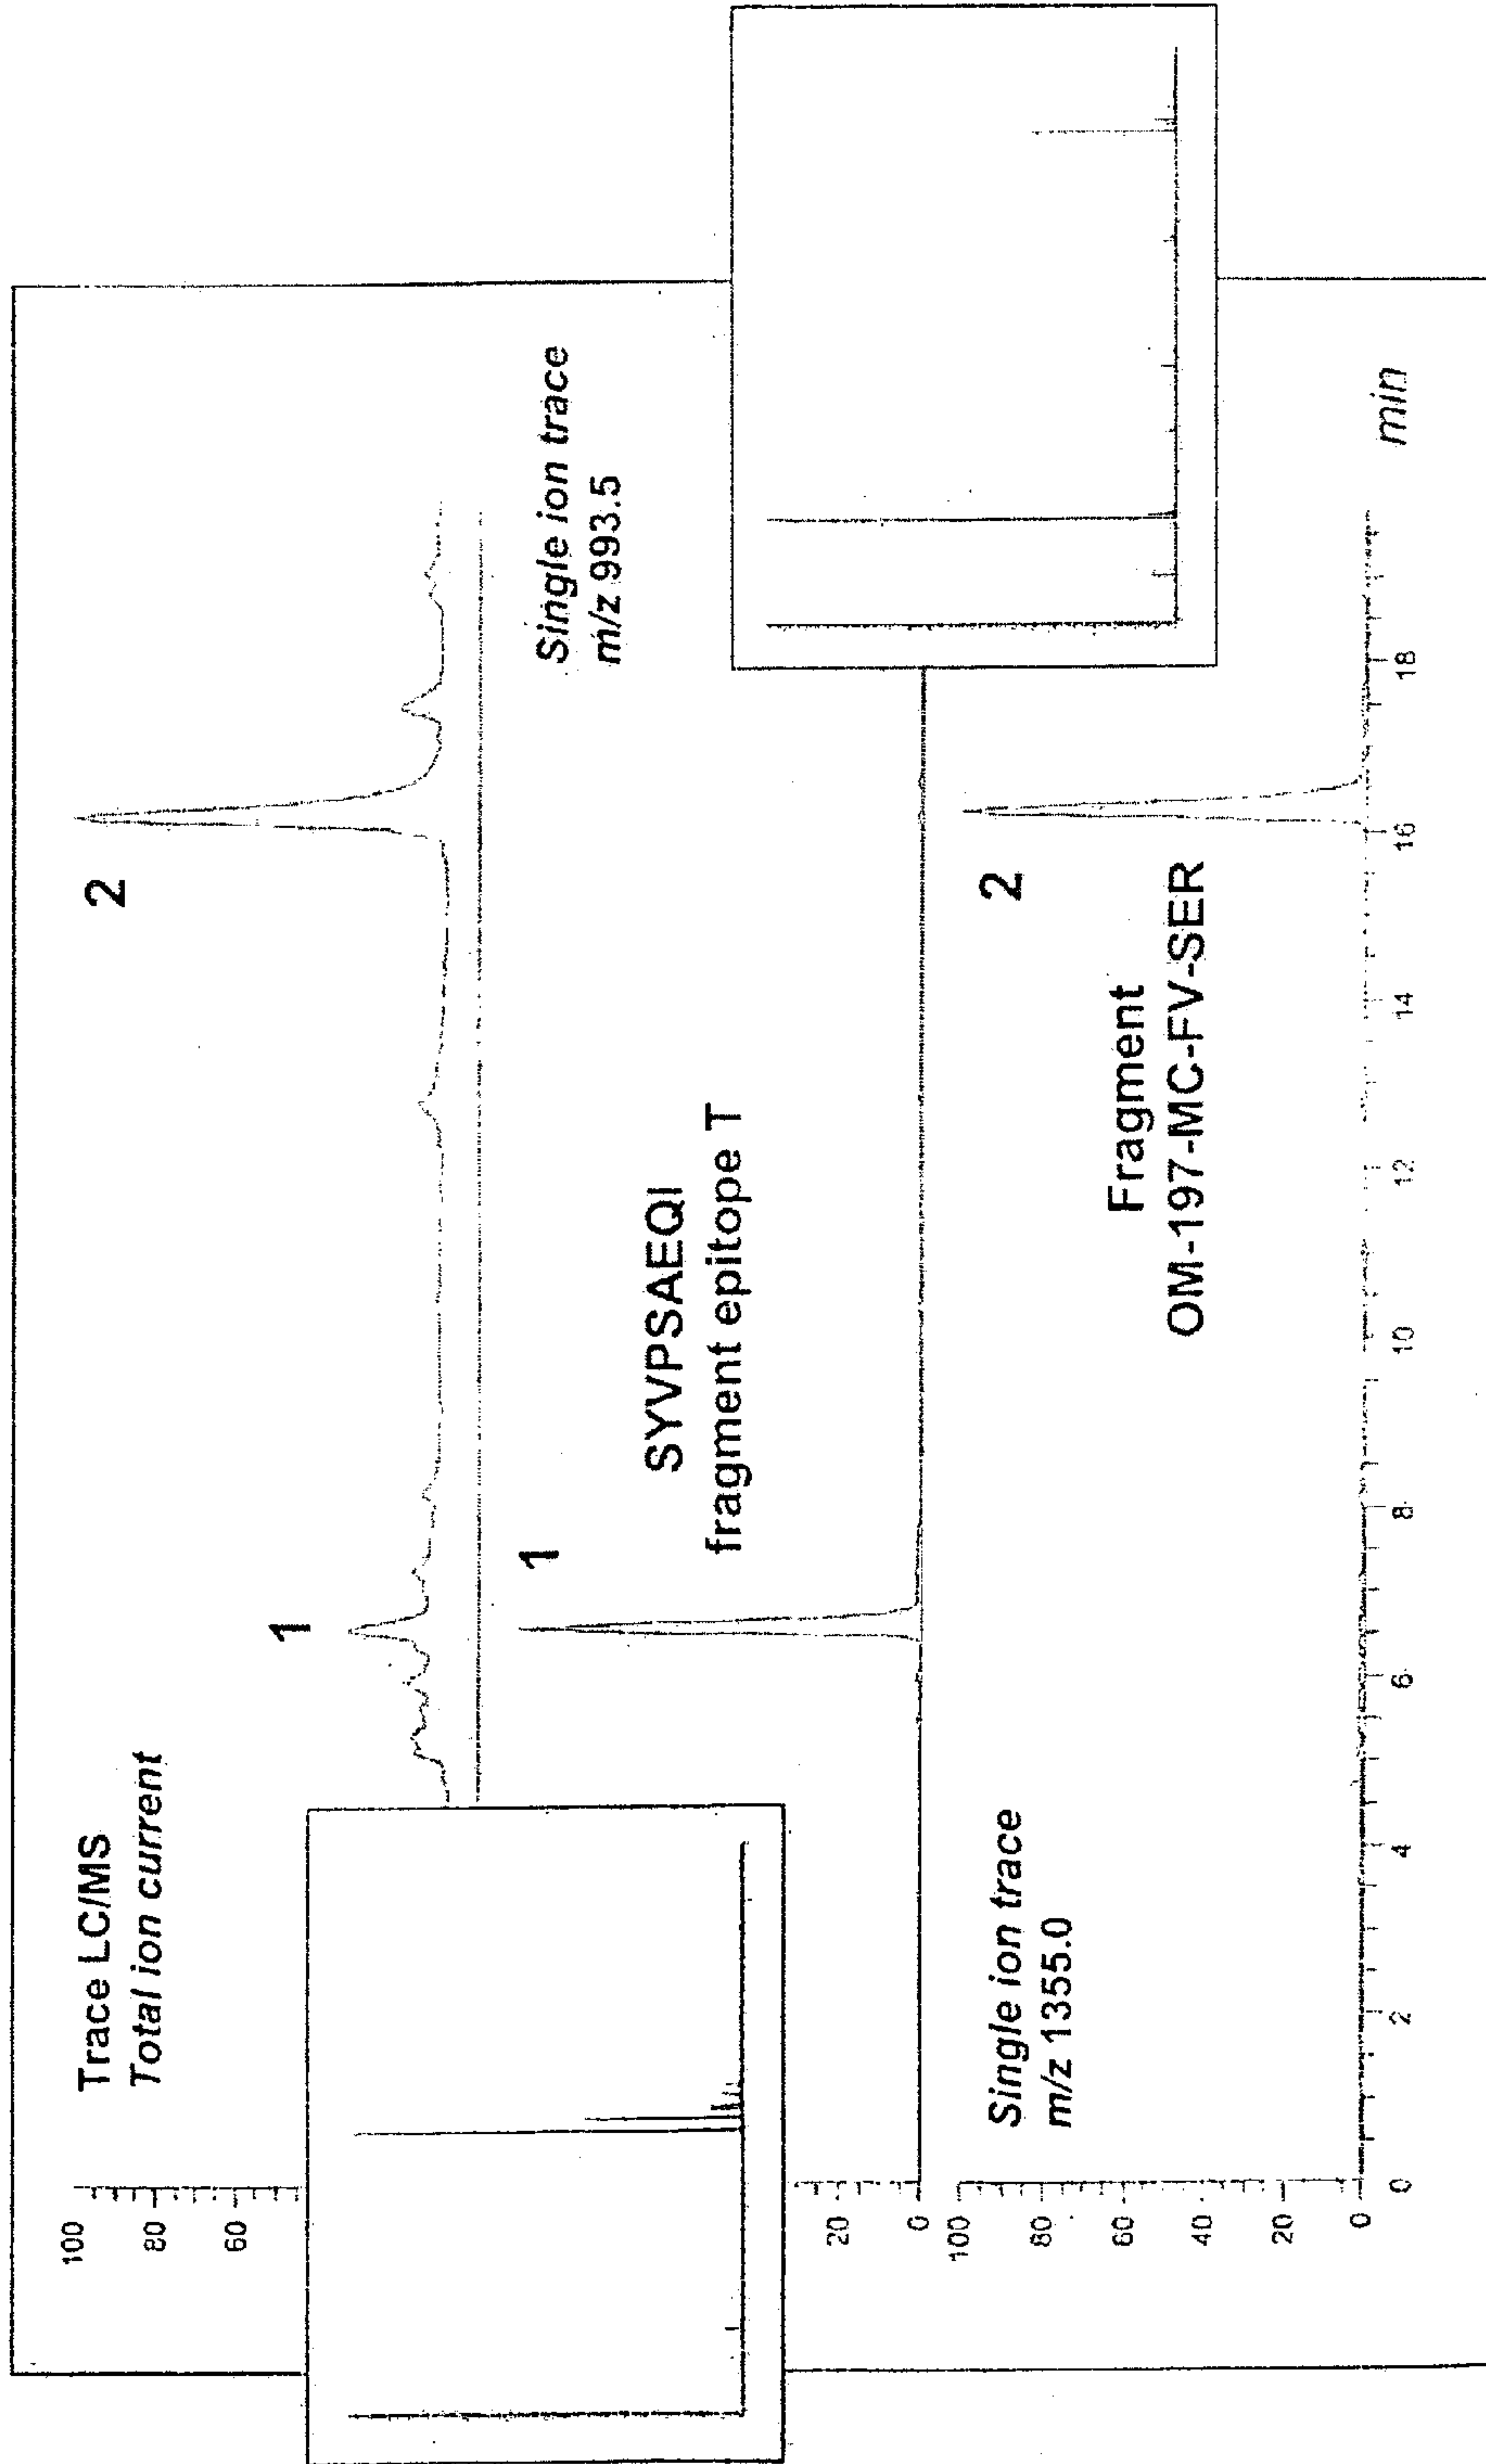 Trace LC/MS
Total ion current
100
80
60
1
2
Single ion trace
m/z 993.5
1
SYVPSAEQI
fragment epitope T
20
0
Single ion trace
m/z 1355.0
2
Fragment
OM-197-MC-FV-SER
100
80
60
40
20
0
0 2 4 6 8 10 12 14 16 18
min